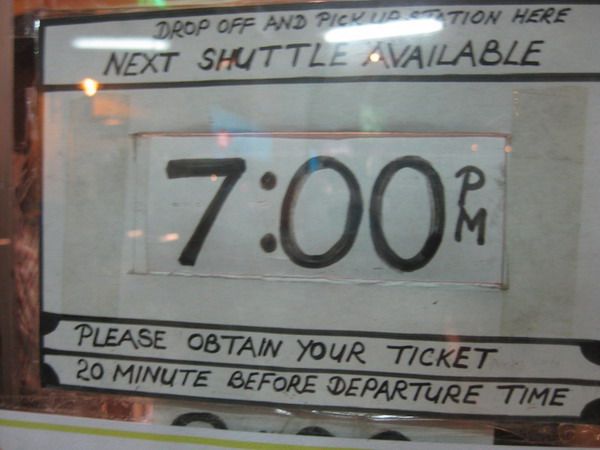 DROP OFF AND PICK UP STATION HERE
NEXT SHUTTLE AVAILABLE
7:00 PM
PLEASE OBTAIN YOUR TICKET
20 MINUTE BEFORE DEPARTURE TIME